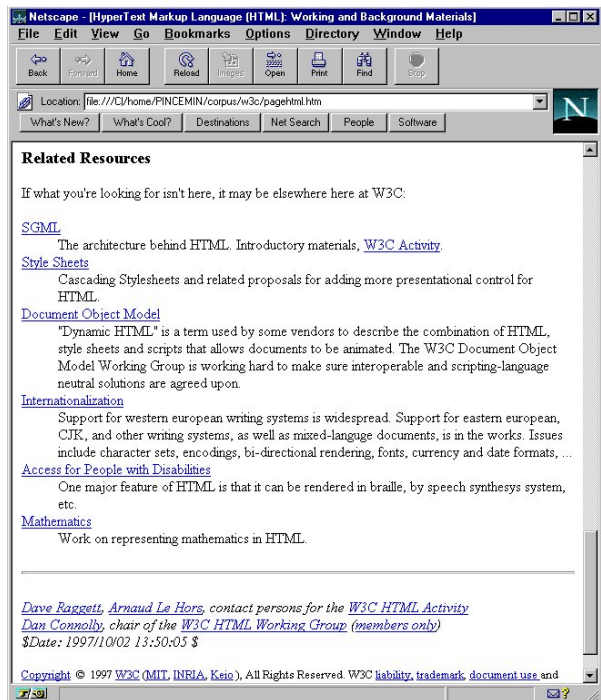 Netscape - [HyperText Markup Language (HTML): Working and Background Materials]
File Edit View Go Bookmarks Options Directory Window Help
Back Forward Home Reload Images Open Print Find Stop
Location: file:///C|/home/PINCEMIN/corpus/w3c/pagehtml.htm
N
What's New? What's Cool? Destinations Net Search People Software
Related Resources
If what you're looking for isn't here, it may be elsewhere here at W3C:
SGML
The architecture behind HTML. Introductory materials, W3C Activity.
Style Sheets
Cascading Stylesheets and related proposals for adding more presentational control for
HTML.
Document Object Model
"Dynamic HTML" is a term used by some vendors to describe the combination of HTML,
style sheets and scripts that allows documents to be animated. The W3C Document Object
Model Working Group is working hard to make sure interoperable and scripting-language
neutral solutions are agreed upon.
Internationalization
Support for western european writing systems is widespread. Support for eastern european,
CJK, and other writing systems, as well as mixed-languge documents, is in the works. Issues
include character sets, encodings, bi-directional rendering, fonts, currency and date formats, ...
Access for People with Disabilities
One major feature of HTML is that it can be rendered in braille, by speech synthesys system,
etc.
Mathematics
Work on representing mathematics in HTML.
Dave Raggett, Arnaud Le Hors, contact persons for the W3C HTML Activity
Dan Connolly, chair of the W3C HTML Working Group (members only)
$Date: 1997/10/02 13:50:05 $
Copyright © 1997 W3C (MIT, INRIA, Keio ), All Rights Reserved. W3C liability, trademark, document use and